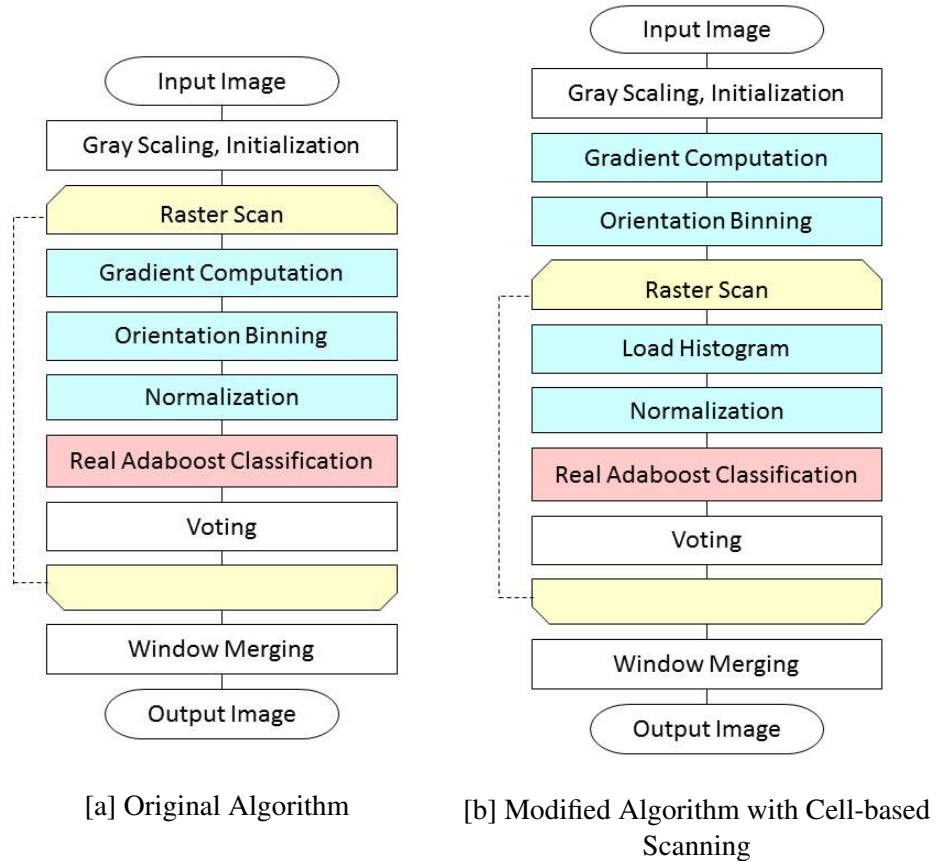 Input Image
Gray Scaling, Initialization
Raster Scan
Gradient Computation
Orientation Binning
Normalization
Real Adaboost Classification
Voting
Window Merging
Output Image
[a] Original Algorithm
Input Image
Gray Scaling, Initialization
Gradient Computation
Orientation Binning
Raster Scan
Load Histogram
Normalization
Real Adaboost Classification
Voting
Window Merging
Output Image
[b] Modified Algorithm with Cell-based
Scanning